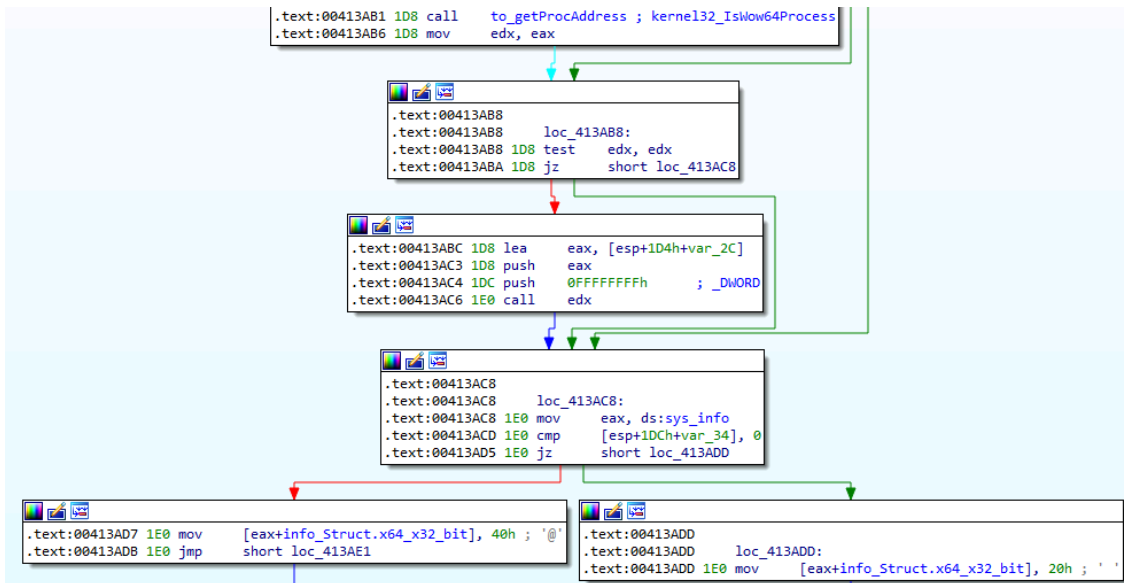 .text:00413AB1 1D8 call to_getProcAddress ; kernel32_IsWow64Process
.text:00413AB6 1D8 mov edx, eax
.text:00413AB8
.text:00413AB8 loc_413AB8:
.text:00413AB8 1D8 test edx, edx
.text:00413ABA 1D8 jz short loc_413AC8
.text:00413ABC 1D8 lea eax, [esp+1D4h+var_2C]
.text:00413AC3 1D8 push eax
.text:00413AC4 1DC push 0FFFFFFFFh ; _DWORD
.text:00413AC6 1E0 call edx
.text:00413AC8
.text:00413AC8 loc_413AC8:
.text:00413AC8 1E0 mov eax, ds:sys_info
.text:00413ACD 1E0 cmp [esp+1DCh+var_34], 0
.text:00413AD5 1E0 jz short loc_413ADD
.text:00413AD7 1E0 mov [eax+info_Struct.x64_x32_bit], 40h ; '@'
.text:00413ADB 1E0 jmp short loc_413AE1
.text:00413ADD
.text:00413ADD loc_413ADD:
.text:00413ADD 1E0 mov [eax+info_Struct.x64_x32_bit], 20h ; ' '